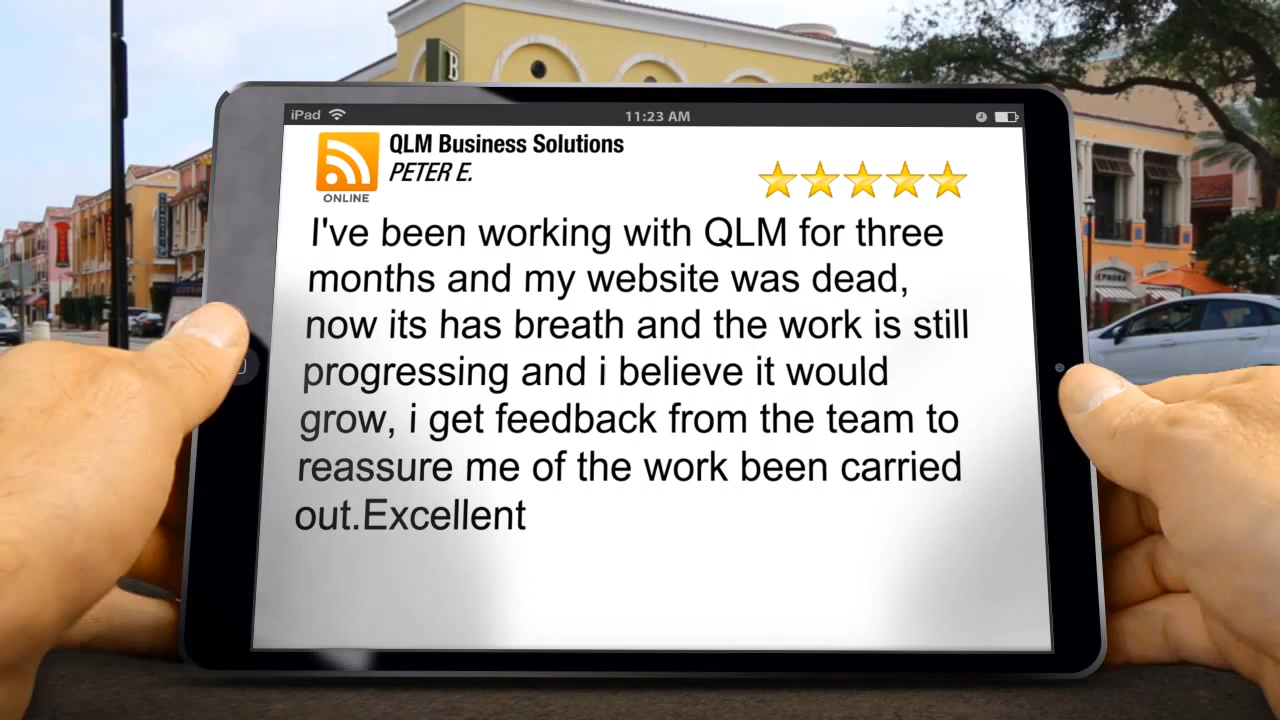 B
iPad
11:23 AM
QLM Business Solutions
PETER E.
ONLINE
I've been working with QLM for three
months and my website was dead,
now its has breath and the work is still
progressing and i believe it would
grow, i get feedback from the team to
reassure me of the work been carried
out.Excellent
SEPHORA